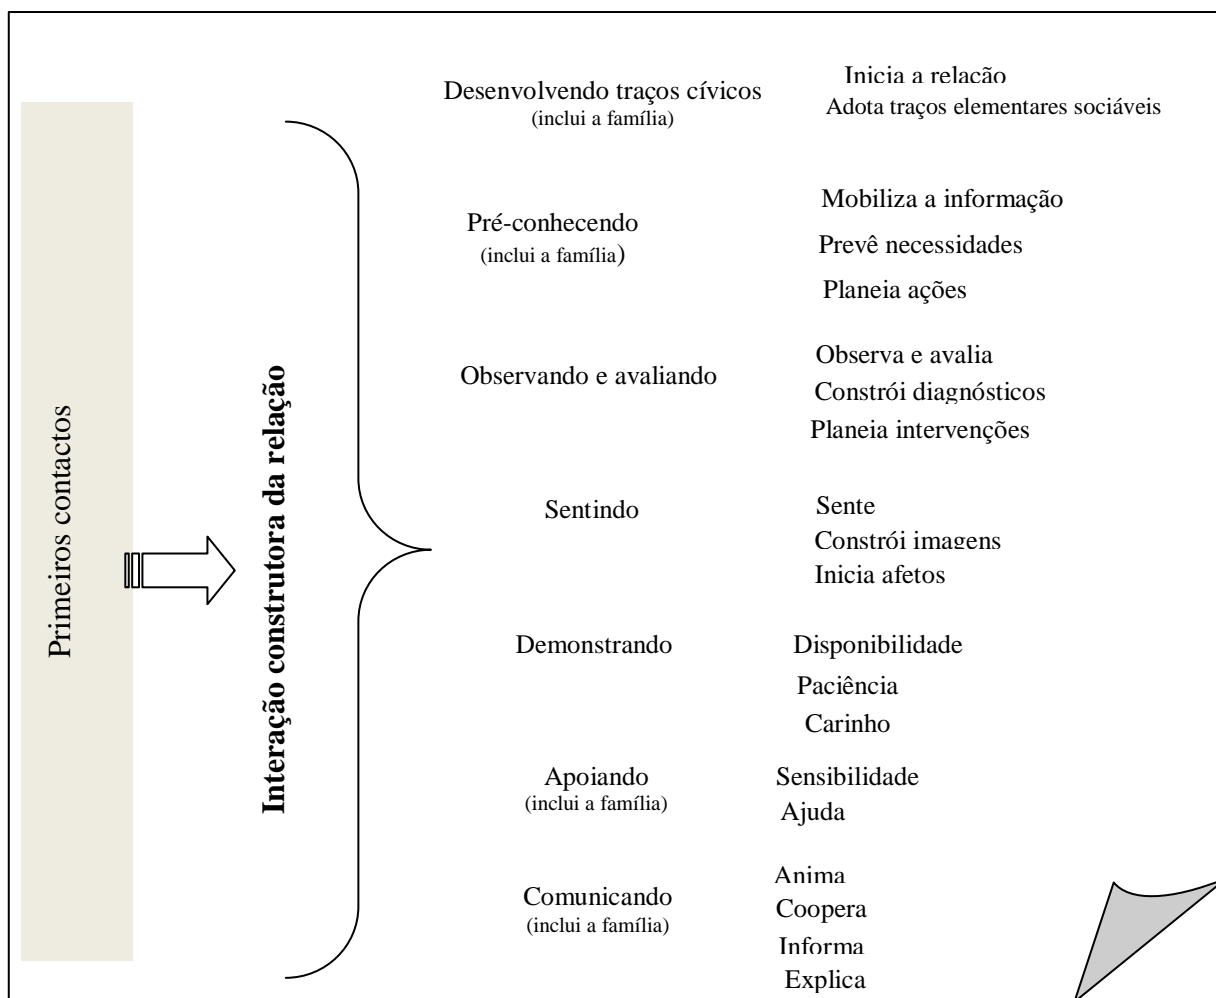 Primeiros contactos
Interação construtora da relação
Desenvolvendo traços cívicos
(inclui a família)
Inicia a relação
Adota traços elementares sociáveis
Pré-conhecendo
(inclui a família)
Mobiliza a informação
Prevê necessidades
Planeia ações
Observando e avaliando
Observa e avalia
Constrói diagnósticos
Planeia intervenções
Sentindo
Sente
Constrói imagens
Inicia afetos
Demonstrando
Disponibilidade
Paciência
Carinho
Apoiando
(inclui a família)
Sensibilidade
Ajuda
Comunicando
(inclui a família)
Anima
Coopera
Informa
Explica